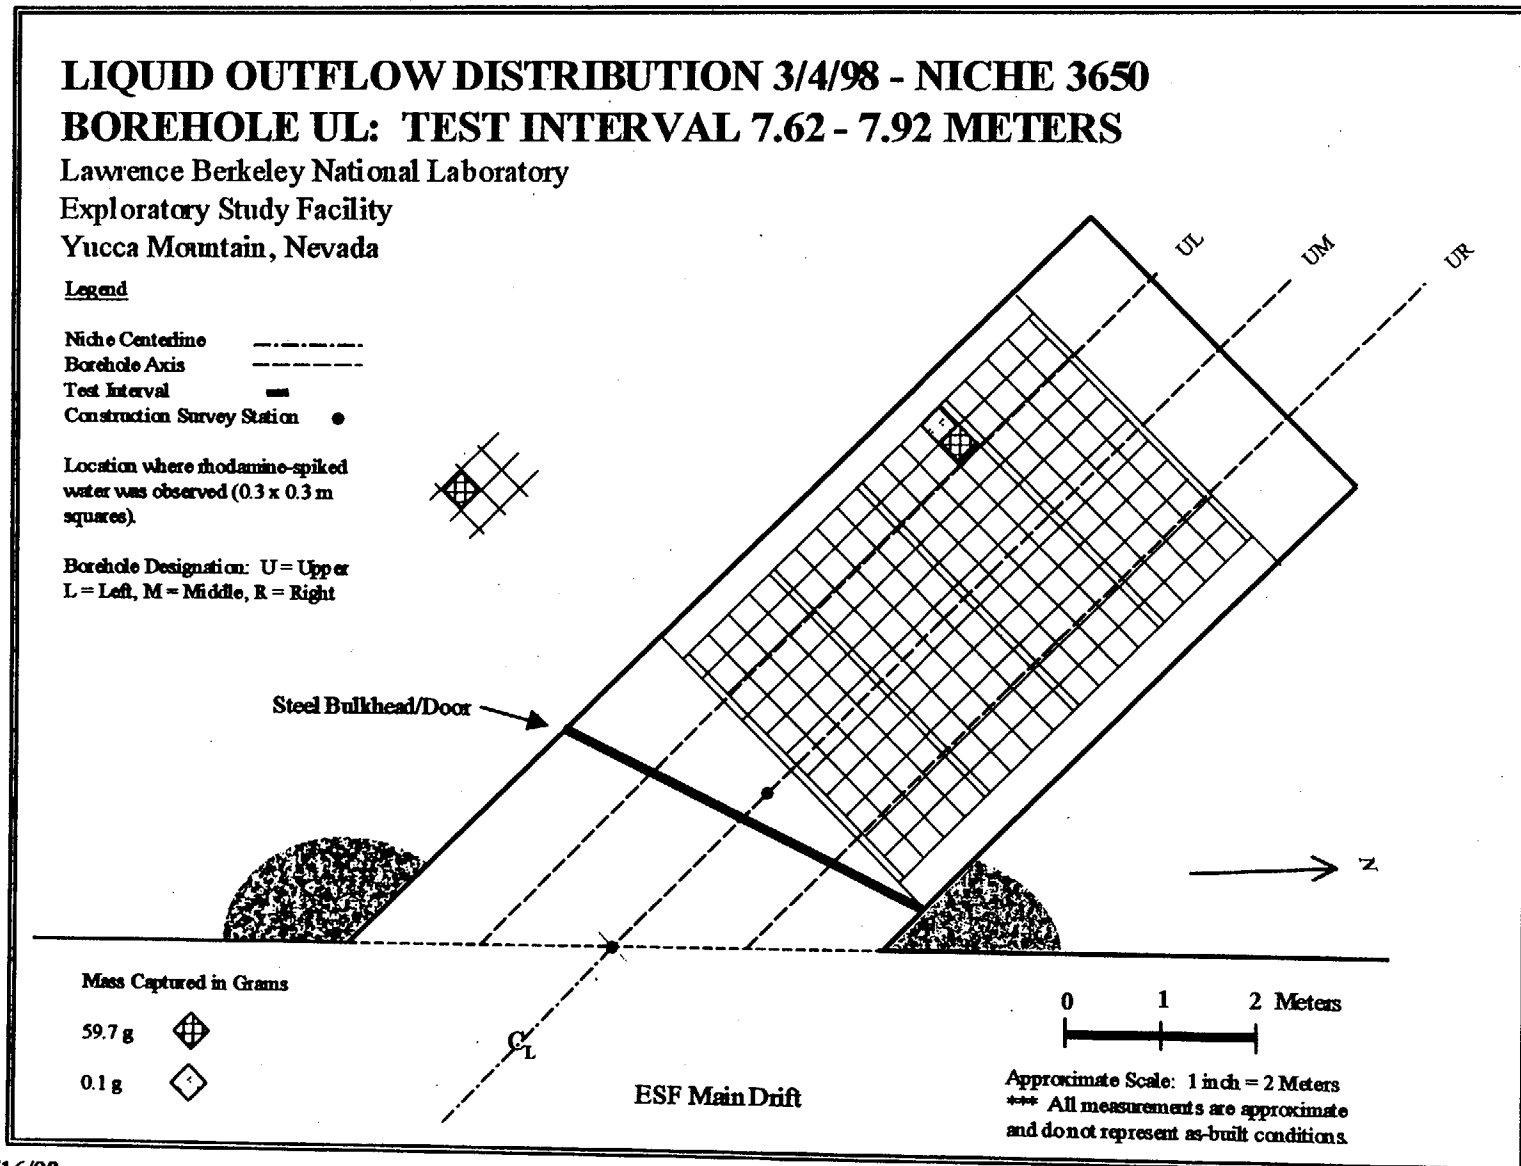 LIQUID OUTFLOW DISTRIBUTION 3/4/98 - NICHE 3650
BOREHOLE UL: TEST INTERVAL 7.62 - 7.92 METERS
Lawrence Berkeley National Laboratory
Exploratory Study Facility
Yucca Mountain, Nevada
Legend
Niche Centerline
Borehole Axis
Test Interval
Construction Survey Station
Location where rhodamine-spiked
water was observed (0.3 x 0.3 m
squares).
Borehole Designation: U = Upper
L = Left, M = Middle, R = Right
UL
UM
UR
Steel Bulkhead/Door
N
Mass Captured in Grams
59.7 g
0.1 g
CL
ESF Main Drift
0 1 2 Meters
Approximate Scale: 1 inch = 2 Meters
*** All measurements are approximate
and do not represent as-built conditions.